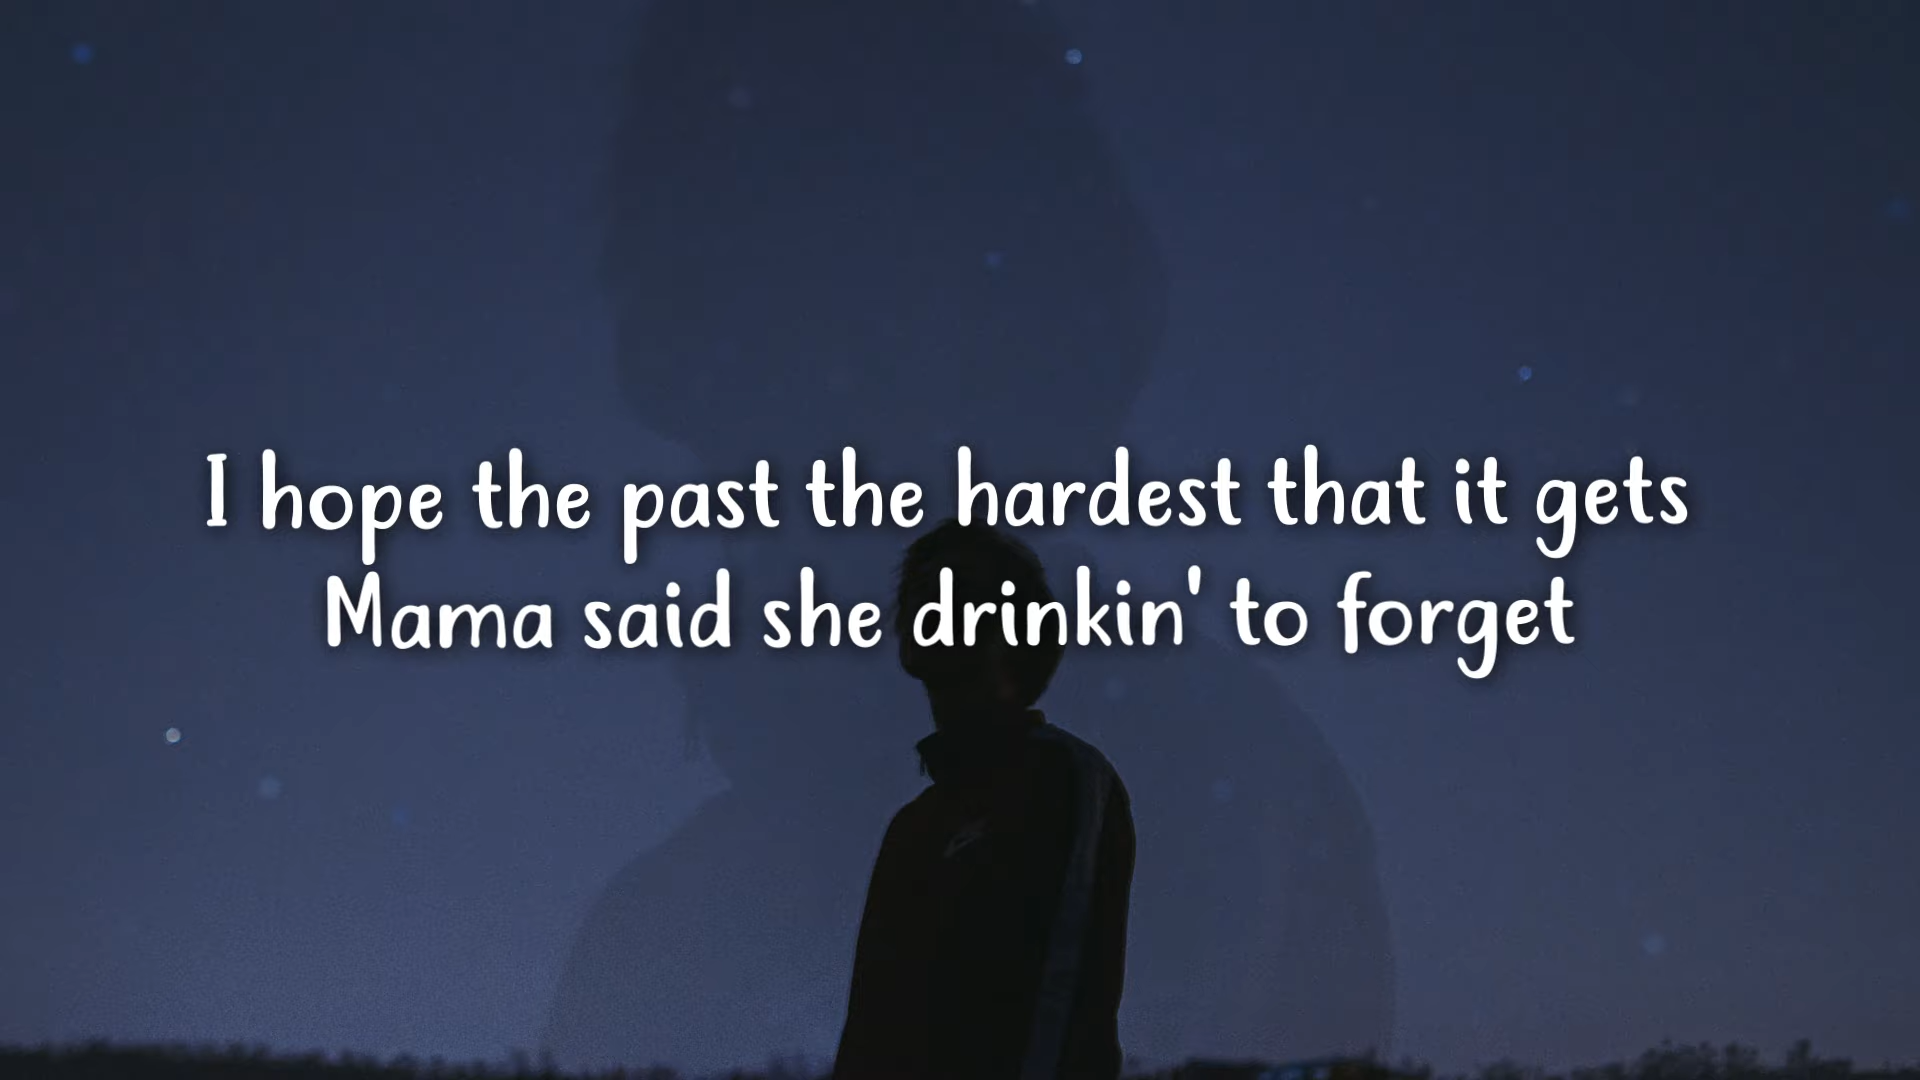 I hope the past the hardest that it gets
Mama said she drinkin' to forget